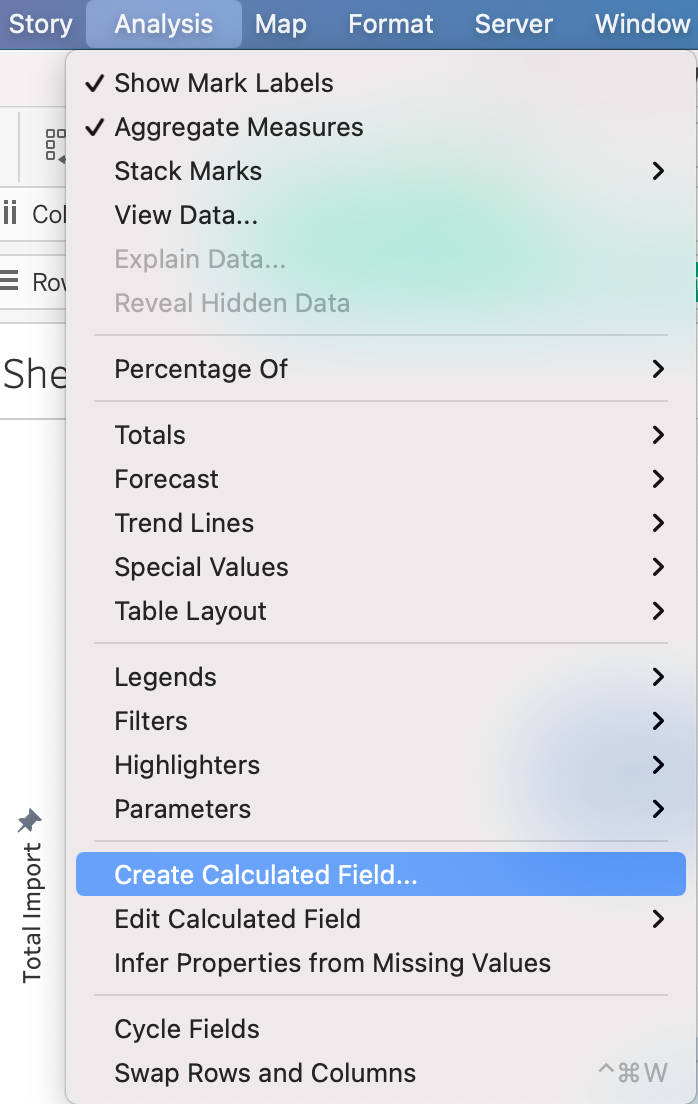 Story Analysis Map Format Server Window
✓ Show Mark Labels
✓ Aggregate Measures
Stack Marks
View Data...
Explain Data...
Reveal Hidden Data
Percentage Of
Totals
Forecast
Trend Lines
Special Values
Table Layout
Legends
Filters
Highlighters
Parameters
Create Calculated Field...
Edit Calculated Field
Infer Properties from Missing Values
Cycle Fields
Swap Rows and Columns ^⌘W
Col
Row
She
Total Import